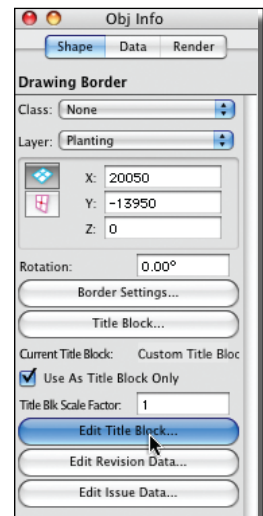 Obj Info
Shape Data Render
Drawing Border
Class: None
Layer: Planting
X: 20050
Y: -13950
Z: 0
Rotation: 0.00°
Border Settings...
Title Block...
Current Title Block: Custom Title Bloc
Use As Title Block Only
Title Blk Scale Factor: 1
Edit Title Block...
Edit Revision Data...
Edit Issue Data...